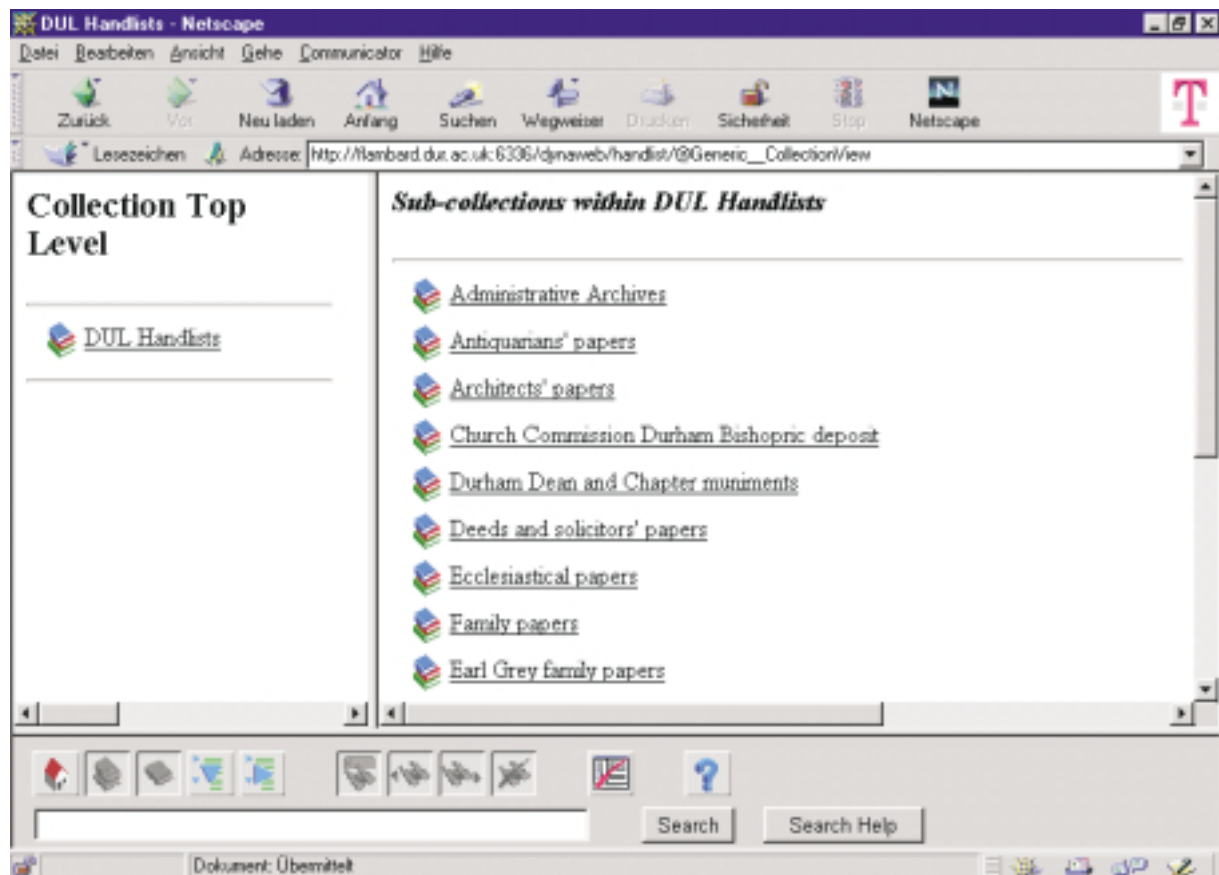 DUL Handlists - Netscape
Datei Bearbeiten Ansicht Gehe Communicator Hilfe
Zurück Vor Neu laden Anfang Suchen Wegweiser Drucken Sicherheit Stop Netscape
T
Lesezeichen Adresse: http://flambard.dur.ac.uk:6336/dynaweb/handlist/@Generic__CollectionView
Collection Top
Level
DUL Handlists
Sub-collections within DUL Handlists
Administrative Archives
Antiquarians' papers
Architects' papers
Church Commission Durham Bishopric deposit
Durham Dean and Chapter muniments
Deeds and solicitors' papers
Ecclesiastical papers
Family papers
Earl Grey family papers
Search Search Help
Dokument: Übermittelt